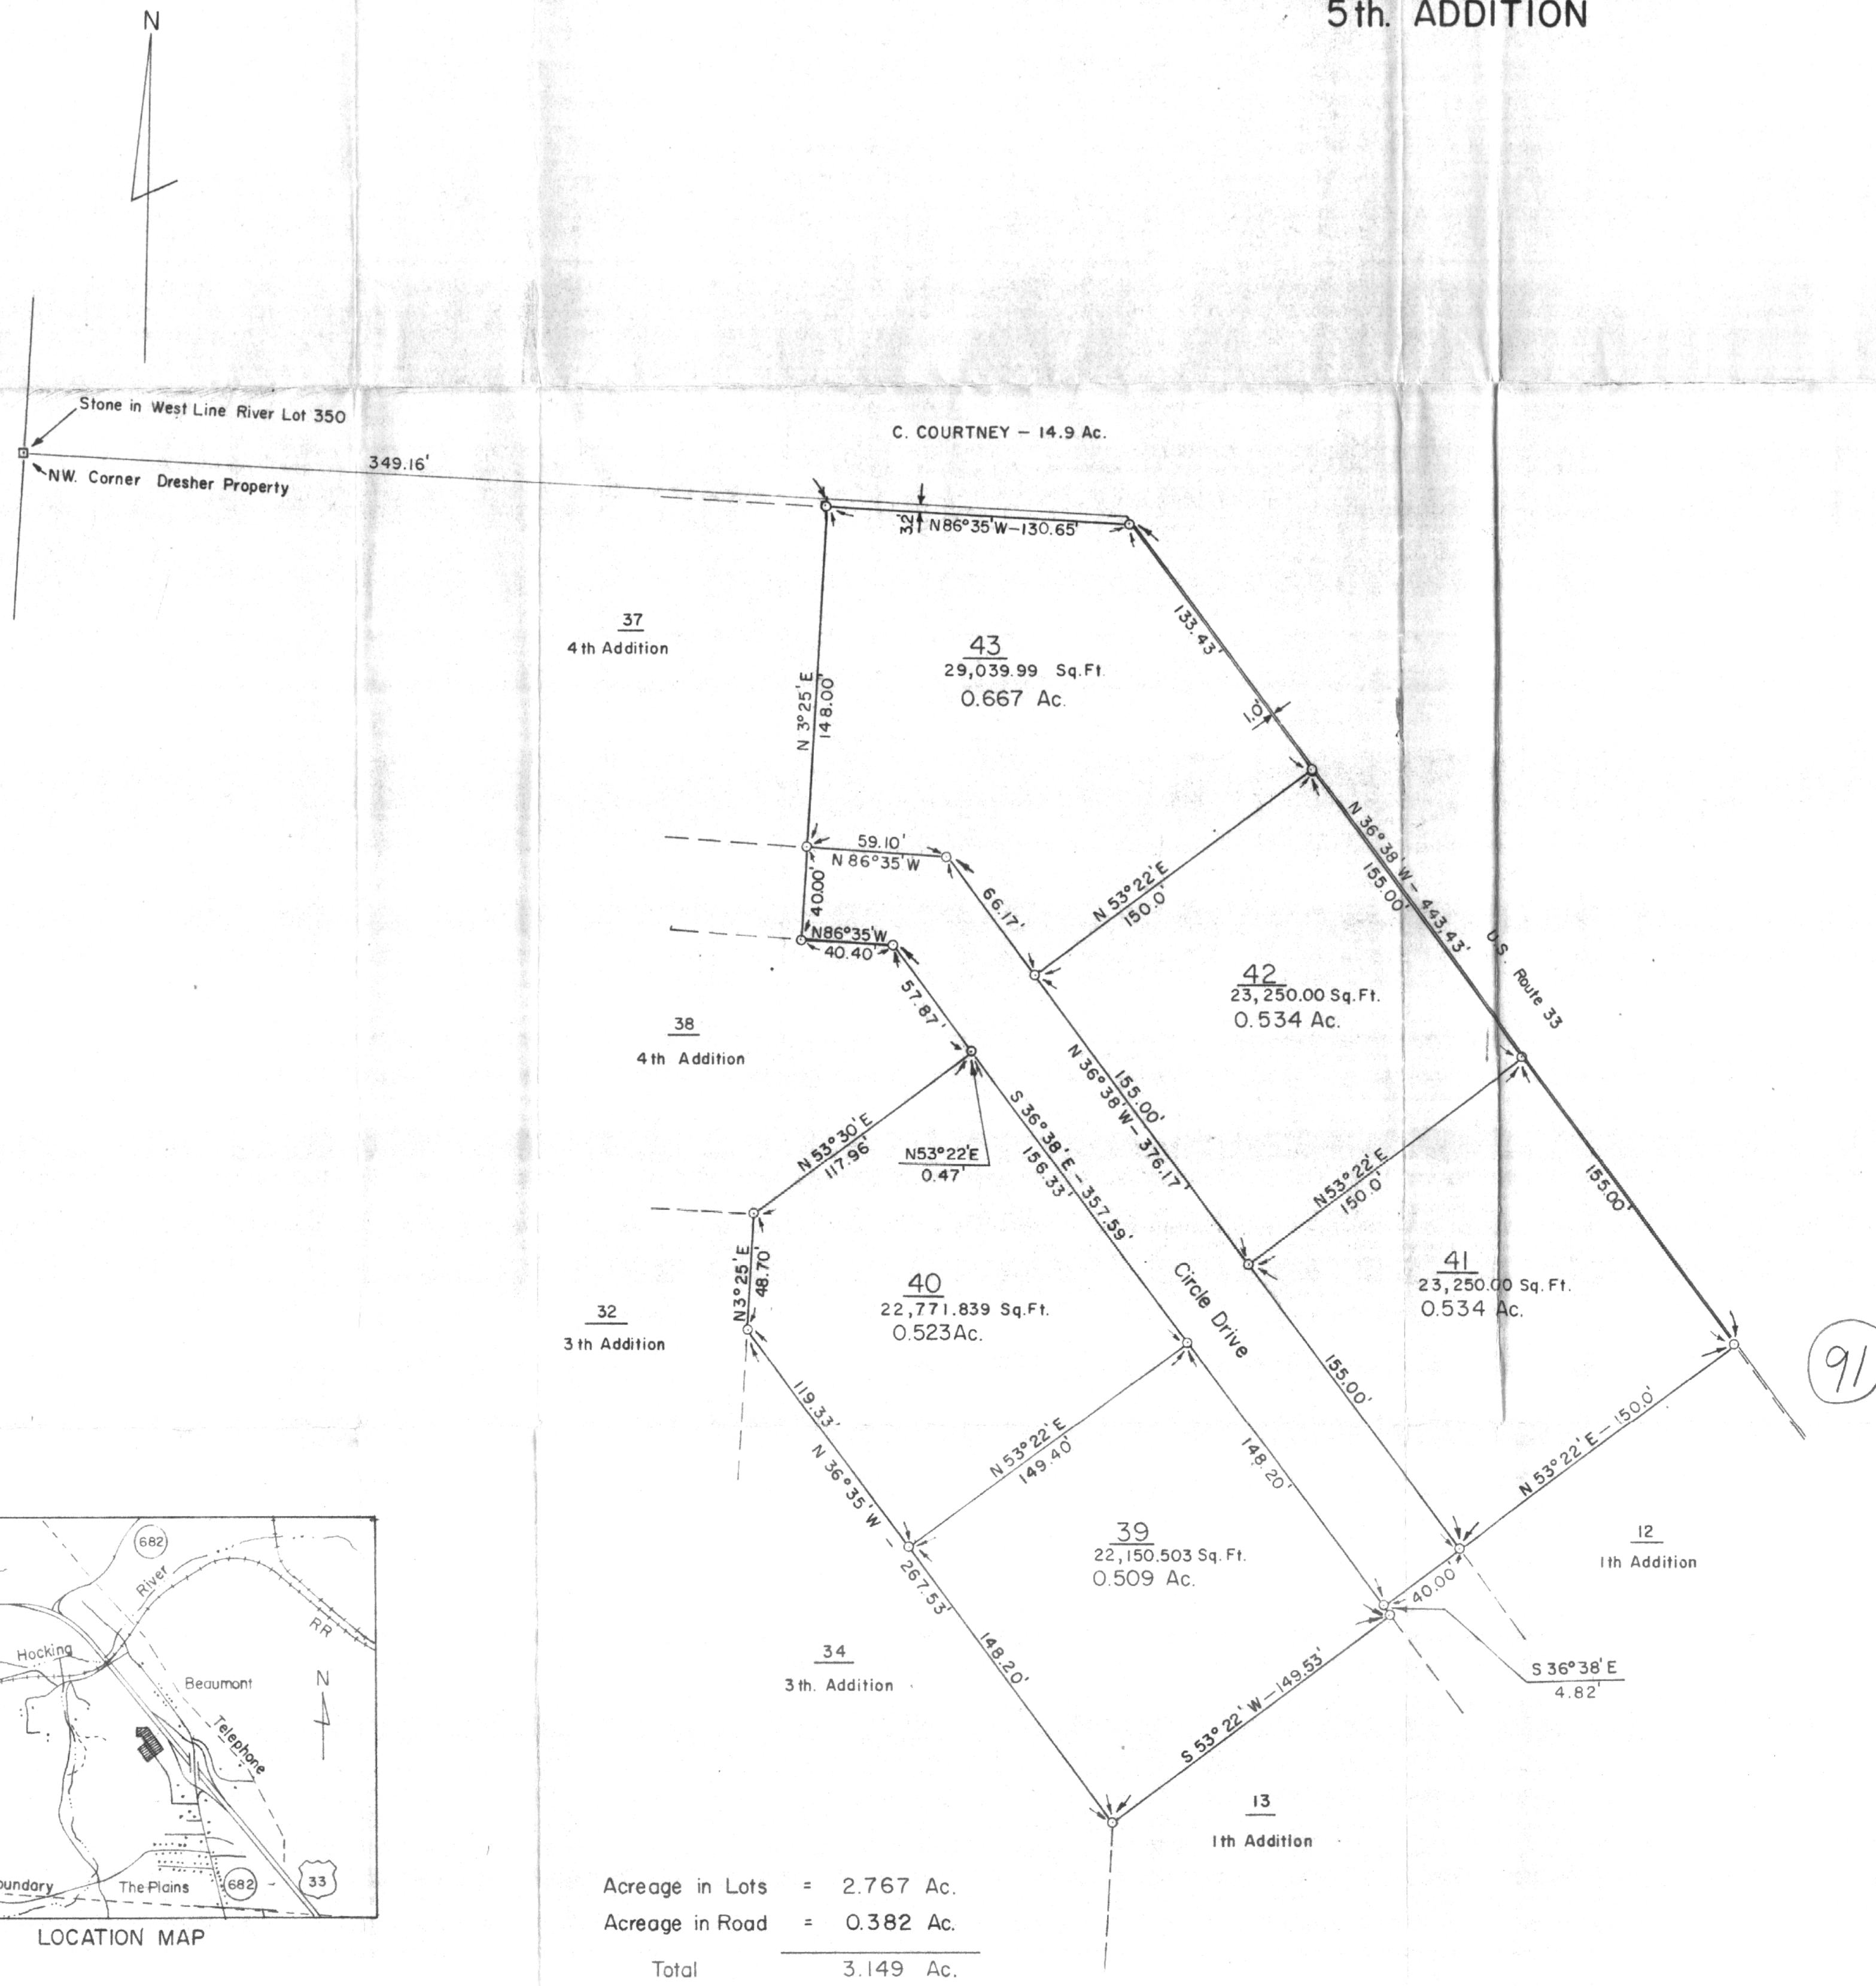 5th. ADDITION
N
Stone in West Line River Lot 350
NW. Corner Dresher Property
349.16'
C. COURTNEY – 14.9 Ac.
3.2'
N86°35'W–130.65'
37
4th Addition
N 3°25'E
148.00'
43
29,039.99 Sq.Ft.
0.667 Ac.
133.43'
1.0'
59.10'
N 86°35'W
40.00'
N86°35'W
40.40'
66.17'
57.87'
N 53°22'E
150.0'
N 36°38'W – 443.43'
155.00'
U.S. Route 33
42
23,250.00 Sq.Ft.
0.534 Ac.
38
4th Addition
N 53°30'E
117.96'
N53°22'E
0.47'
155.00'
N 36°38'W – 376.17'
S 36°38'E – 357.59'
156.33'
N53°22'E
150.0'
155.00'
N3°25'E
48.70'
40
22,771.839 Sq.Ft.
0.523Ac.
Circle Drive
41
23,250.00 Sq.Ft.
0.534 Ac.
32
3th Addition
91
119.33'
N 36°35'W – 267.53'
N 53°22'E
149.40'
148.20'
155.00'
N 53°22'E – 150.0'
39
22,150.503 Sq.Ft.
0.509 Ac.
12
1th Addition
40.00'
34
3th. Addition
148.20'
S 53°22'W – 149.53'
S 36°38'E
4.82'
13
1th Addition
682
River
RR
Hocking
Beaumont
N
Telephone
oundary
The Plains
682
33
LOCATION MAP
Acreage in Lots = 2.767 Ac.
Acreage in Road = 0.382 Ac.
Total 3.149 Ac.